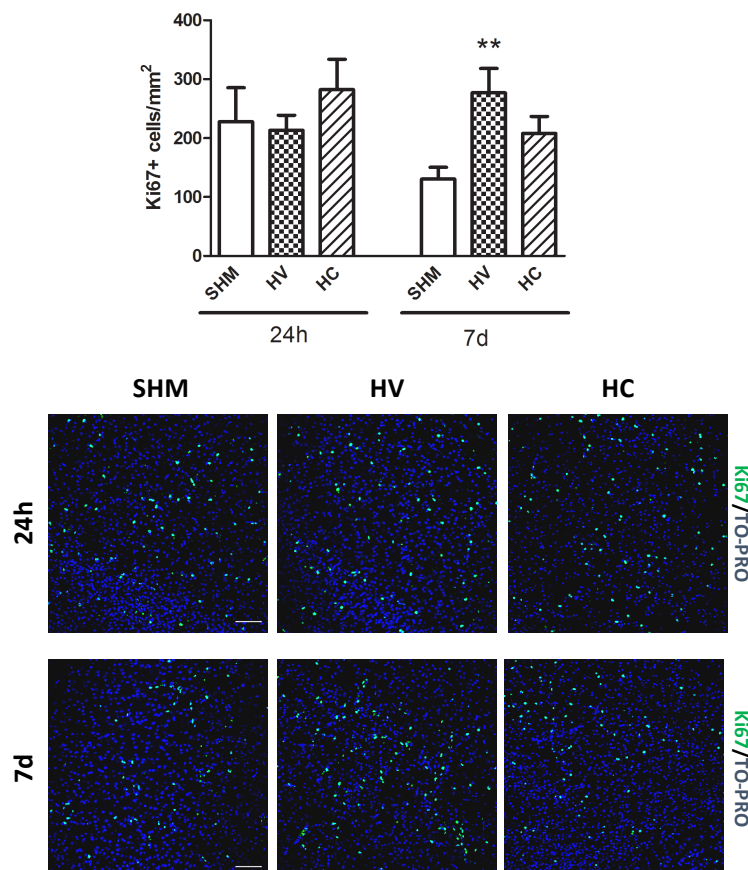 400
300
200
100
0
Ki67+ cells/mm²
**
SHM HV HC SHM HV HC
24h 7d
SHM HV HC
24h
Ki67/TO-PRO
7d
Ki67/TO-PRO